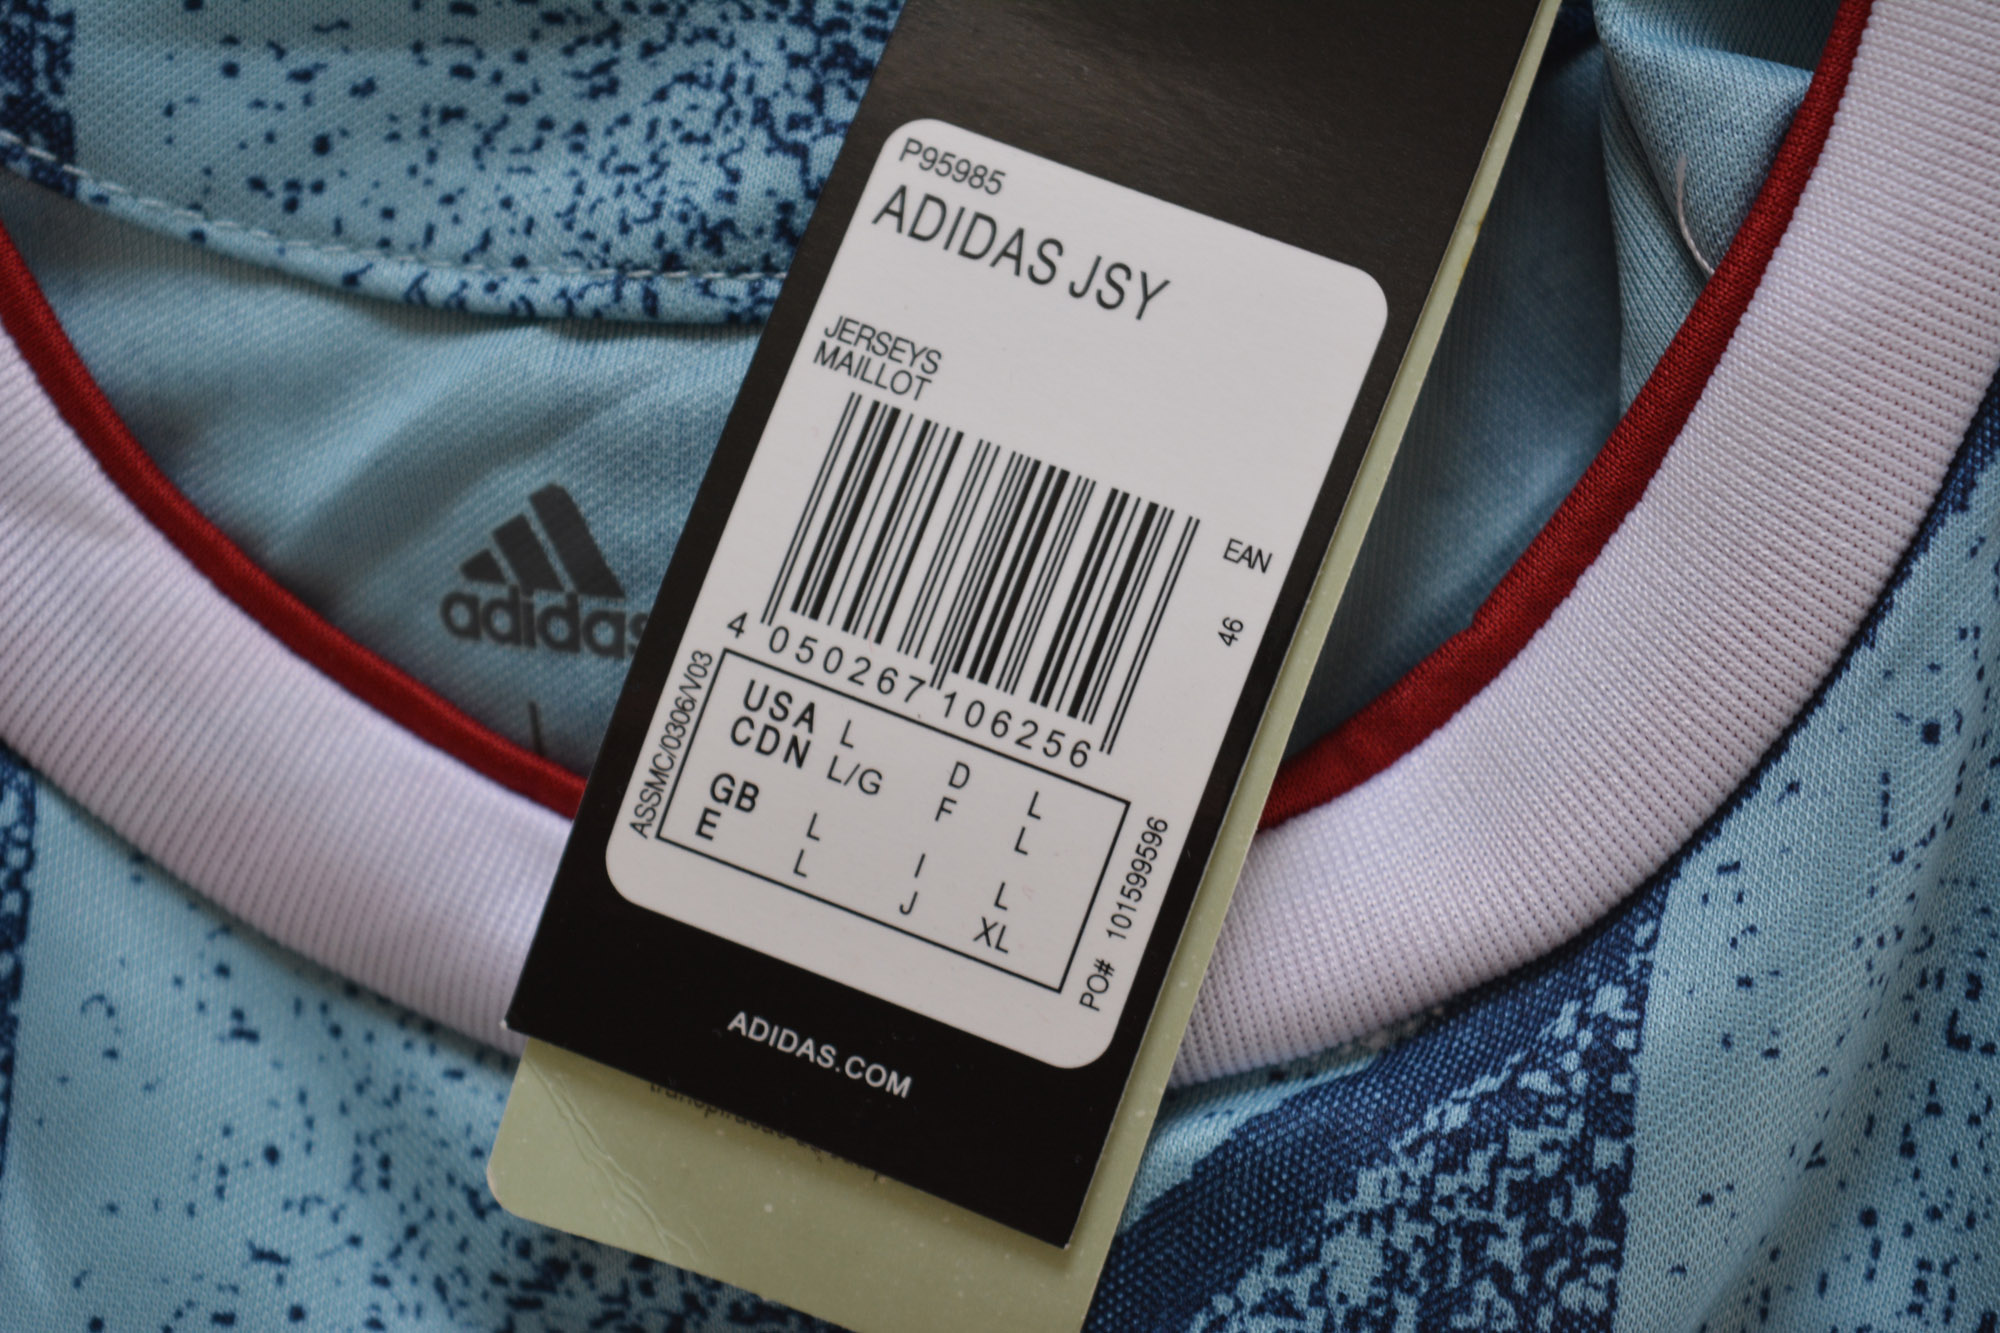 P95985
ADIDAS JSY
JERSEYS
MAILLOT
EAN
46
4 050267 106256
ASSMC/0306/V03
USA L D L
CDN L/G F L
GB L I L
E L J XL
PO# 101599596
ADIDAS.COM
adidas
L